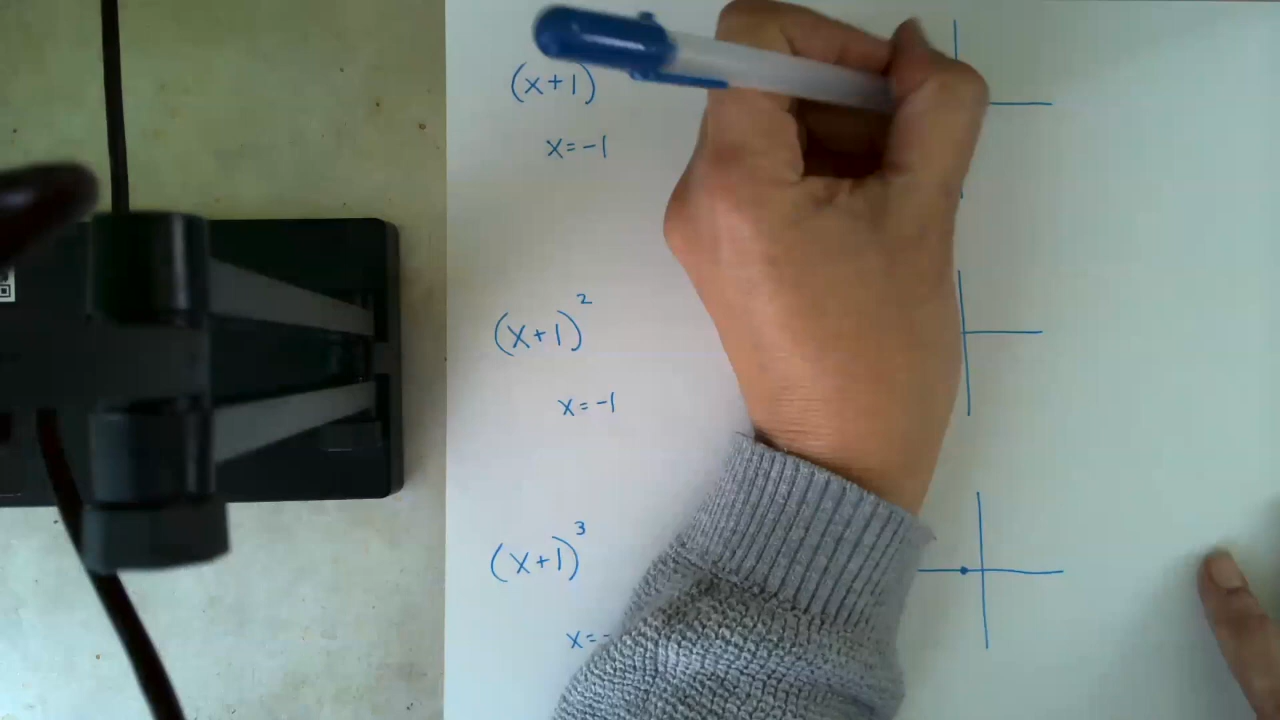 (x+1)
x=-1
(x+1)²
x=-1
(x+1)³
x=-